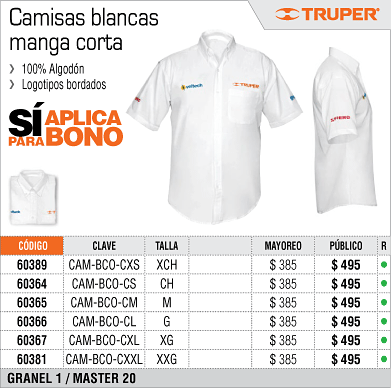 Camisas blancas
manga corta
TRUPER
› 100% Algodón
› Logotipos bordados
SÍ APLICA
PARA BONO
volteck
TRUPER
CÓDIGO CLAVE TALLA MAYOREO PÚBLICO R
60389 CAM-BCO-CXS XCH $ 385 $ 495
60364 CAM-BCO-CS CH $ 385 $ 495
60365 CAM-BCO-CM M $ 385 $ 495
60366 CAM-BCO-CL G $ 385 $ 495
60367 CAM-BCO-CXL XG $ 385 $ 495
60381 CAM-BCO-CXXL XXG $ 385 $ 495
GRANEL 1 / MASTER 20